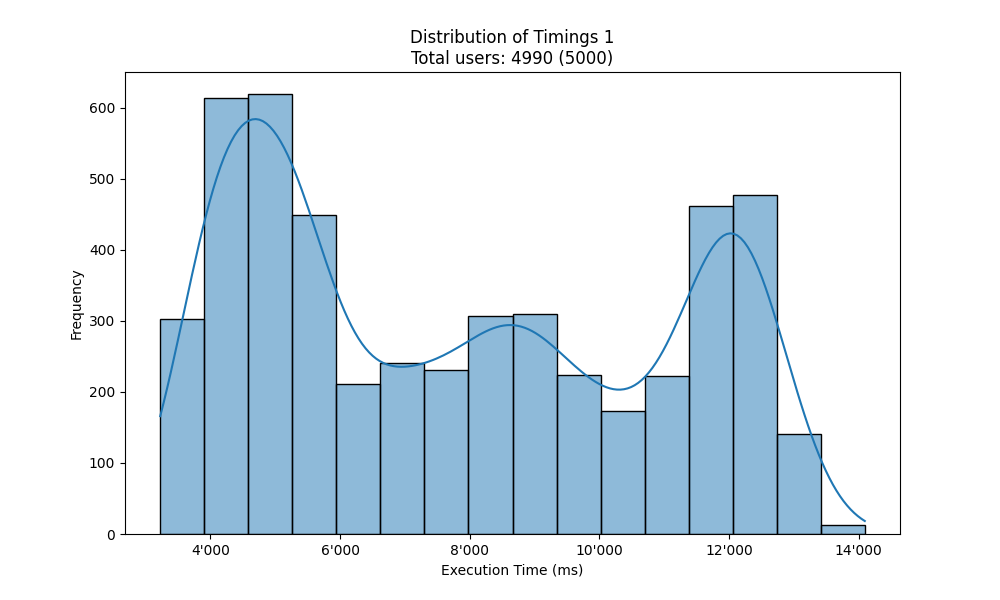 Distribution of Timings 1
Total users: 4990 (5000)
Frequency
600
500
400
300
200
100
0
4'000 6'000 8'000 10'000 12'000 14'000
Execution Time (ms)